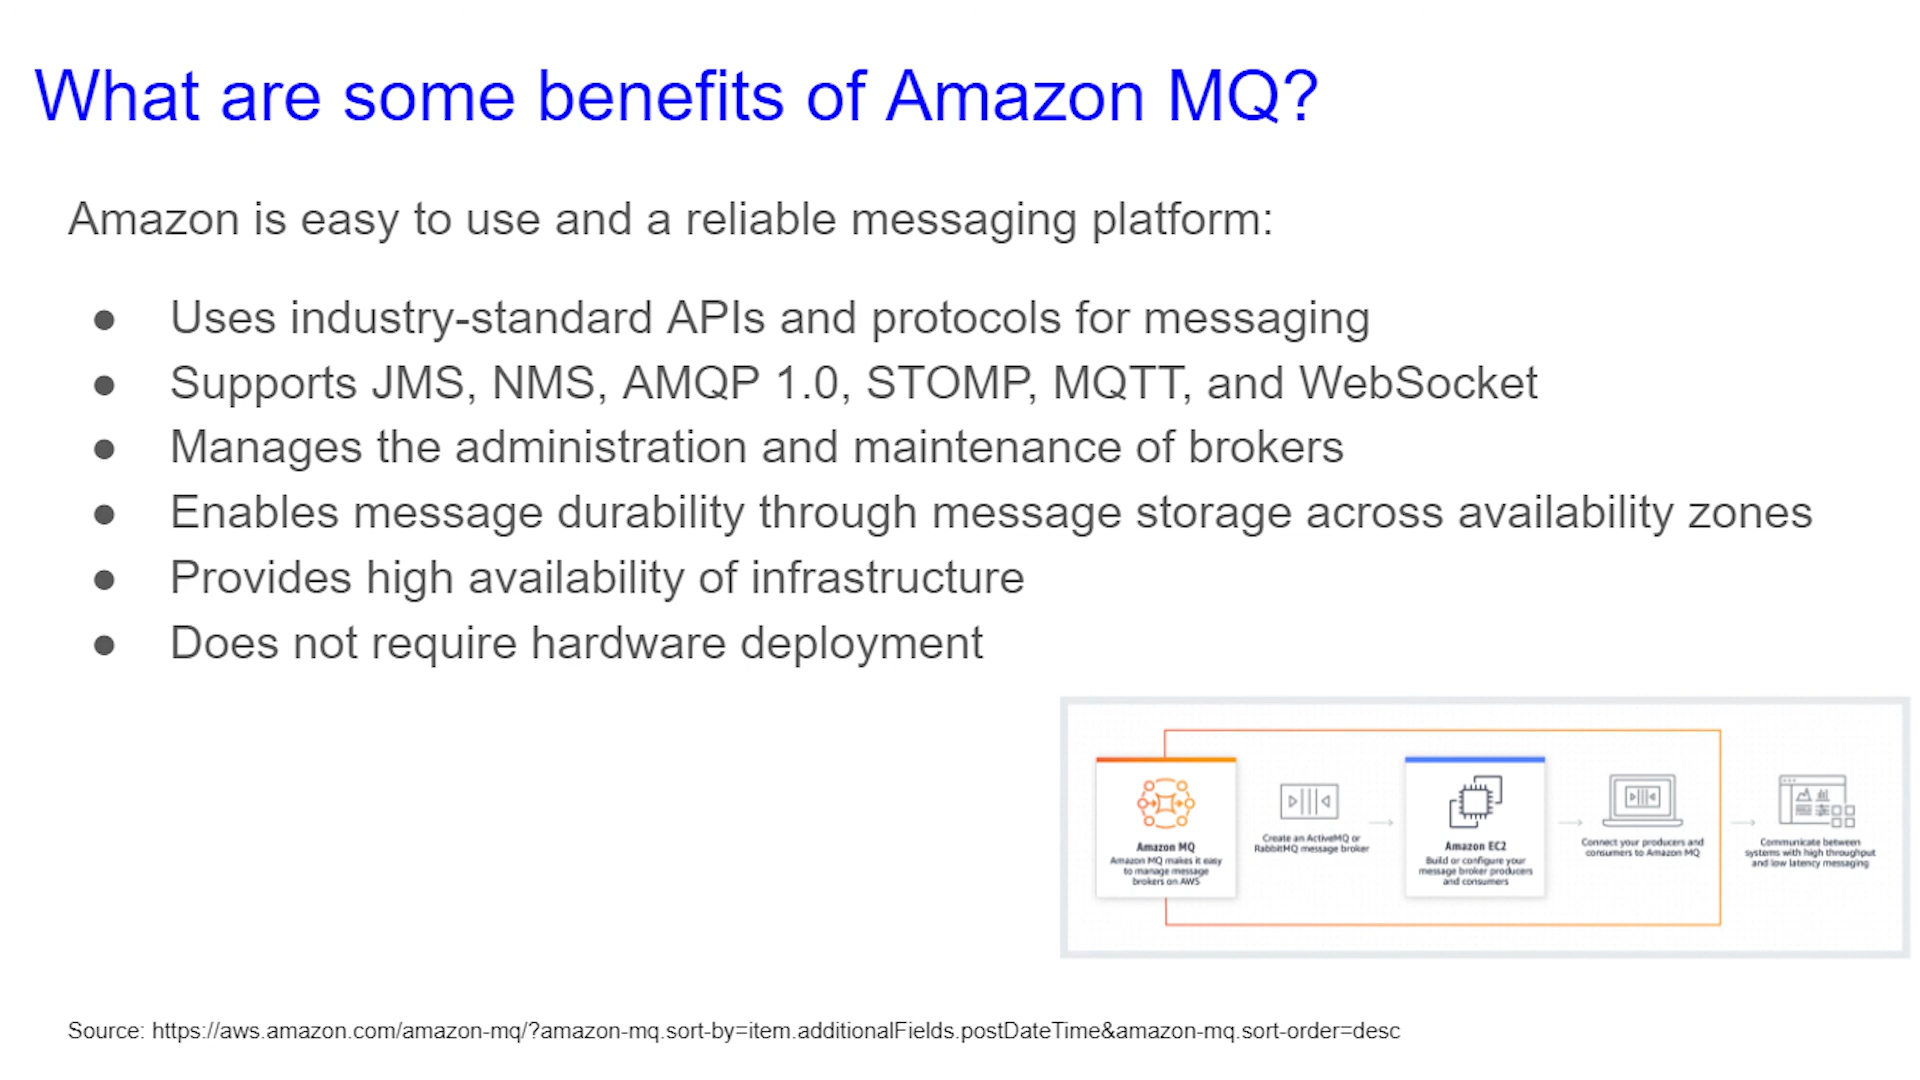 What are some benefits of Amazon MQ?
Amazon is easy to use and a reliable messaging platform:
● Uses industry-standard APIs and protocols for messaging
● Supports JMS, NMS, AMQP 1.0, STOMP, MQTT, and WebSocket
● Manages the administration and maintenance of brokers
● Enables message durability through message storage across availability zones
● Provides high availability of infrastructure
● Does not require hardware deployment
Amazon MQ
Amazon MQ makes it easy
to manage message
brokers on AWS
Create an ActiveMQ or
RabbitMQ message broker
Amazon EC2
Build or configure your
message broker producers
and consumers
Connect your producers and
consumers to Amazon MQ
Communicate between
systems with high throughput
and low latency messaging
Source: https://aws.amazon.com/amazon-mq/?amazon-mq.sort-by=item.additionalFields.postDateTime&amazon-mq.sort-order=desc